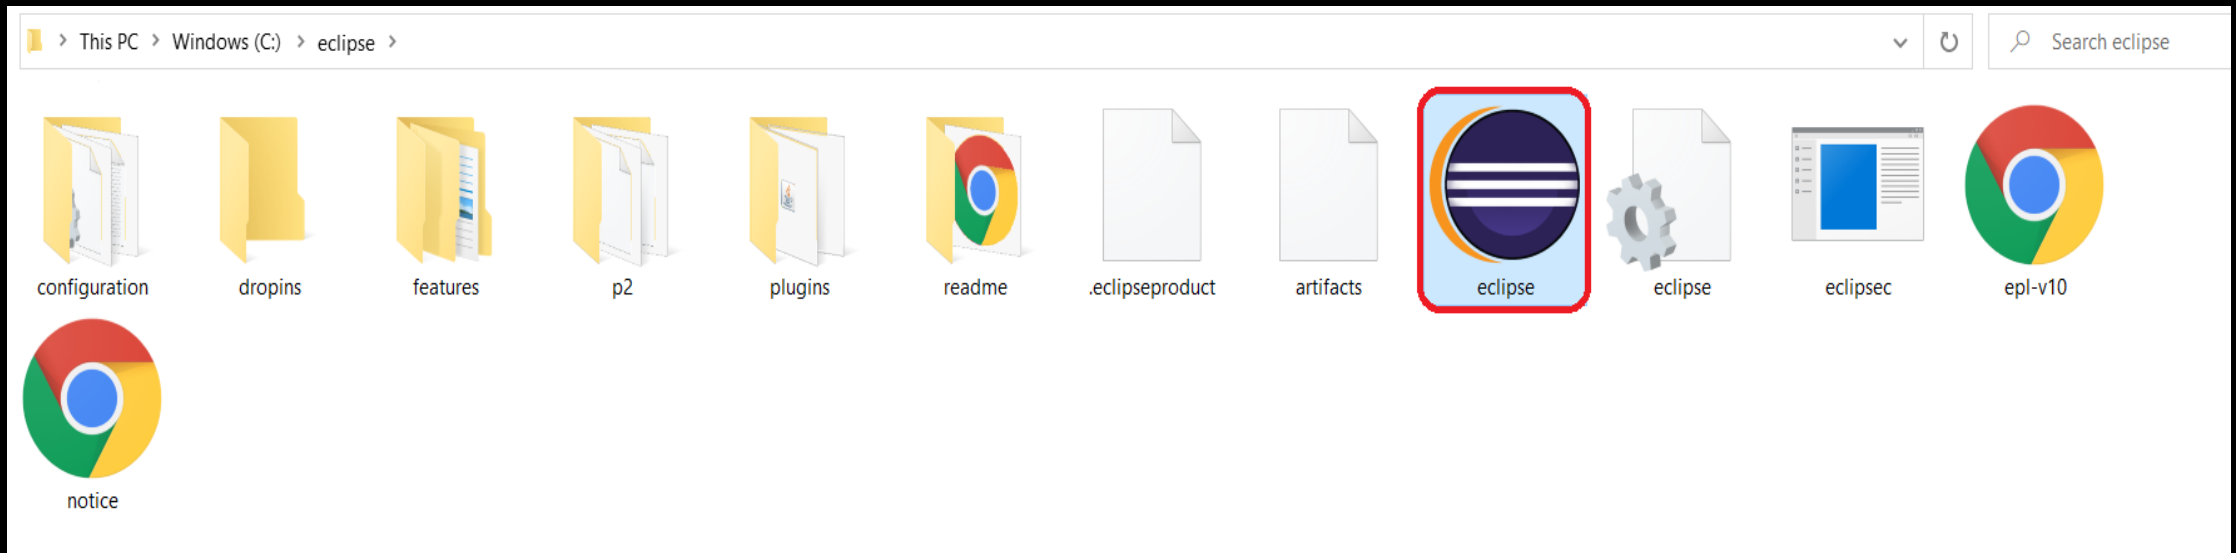 This PC > Windows (C:) > eclipse >
Search eclipse
configuration dropins features p2 plugins readme .eclipseproduct artifacts eclipse eclipse eclipsec epl-v10
notice